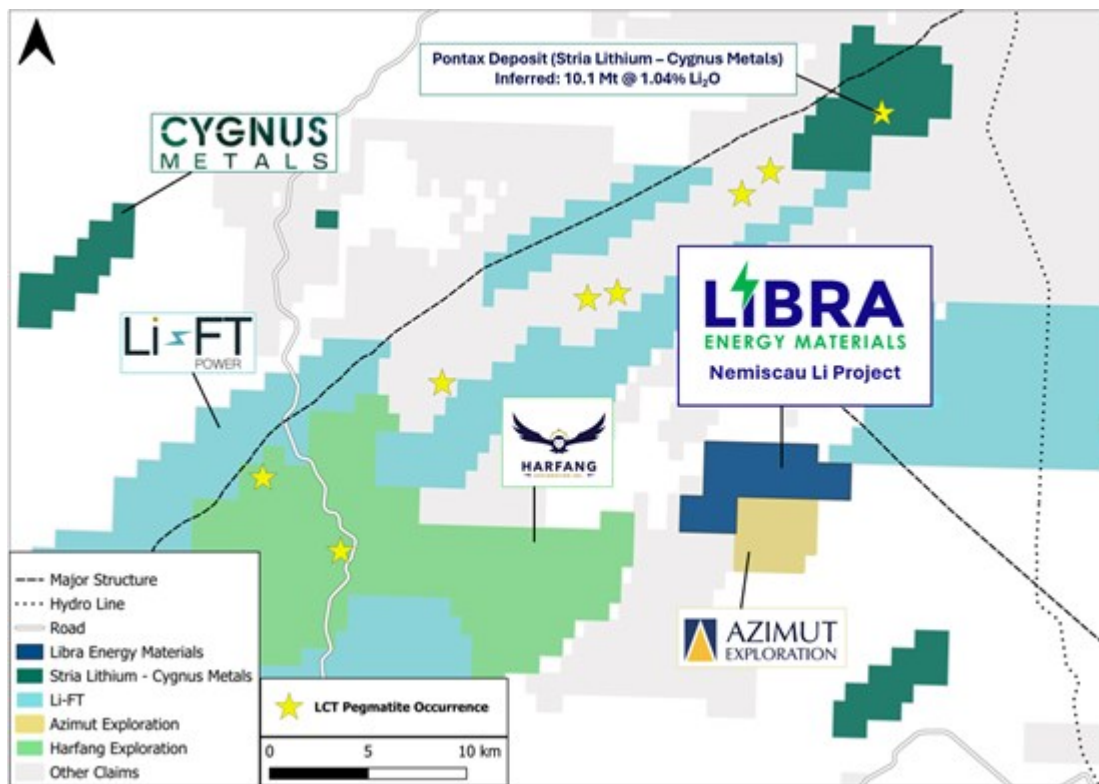 Pontax Deposit (Stria Lithium – Cygnus Metals)
Inferred: 10.1 Mt @ 1.04% Li₂O
CYGNUS
METALS
Li-FT
POWER
LIBRA
ENERGY MATERIALS
Nemiscau Li Project
HARFANG
AZIMUT
EXPLORATION
Major Structure
Hydro Line
Road
Libra Energy Materials
Stria Lithium - Cygnus Metals
Li-FT
Azimut Exploration
Harfang Exploration
Other Claims
LCT Pegmatite Occurrence
0 5 10 km